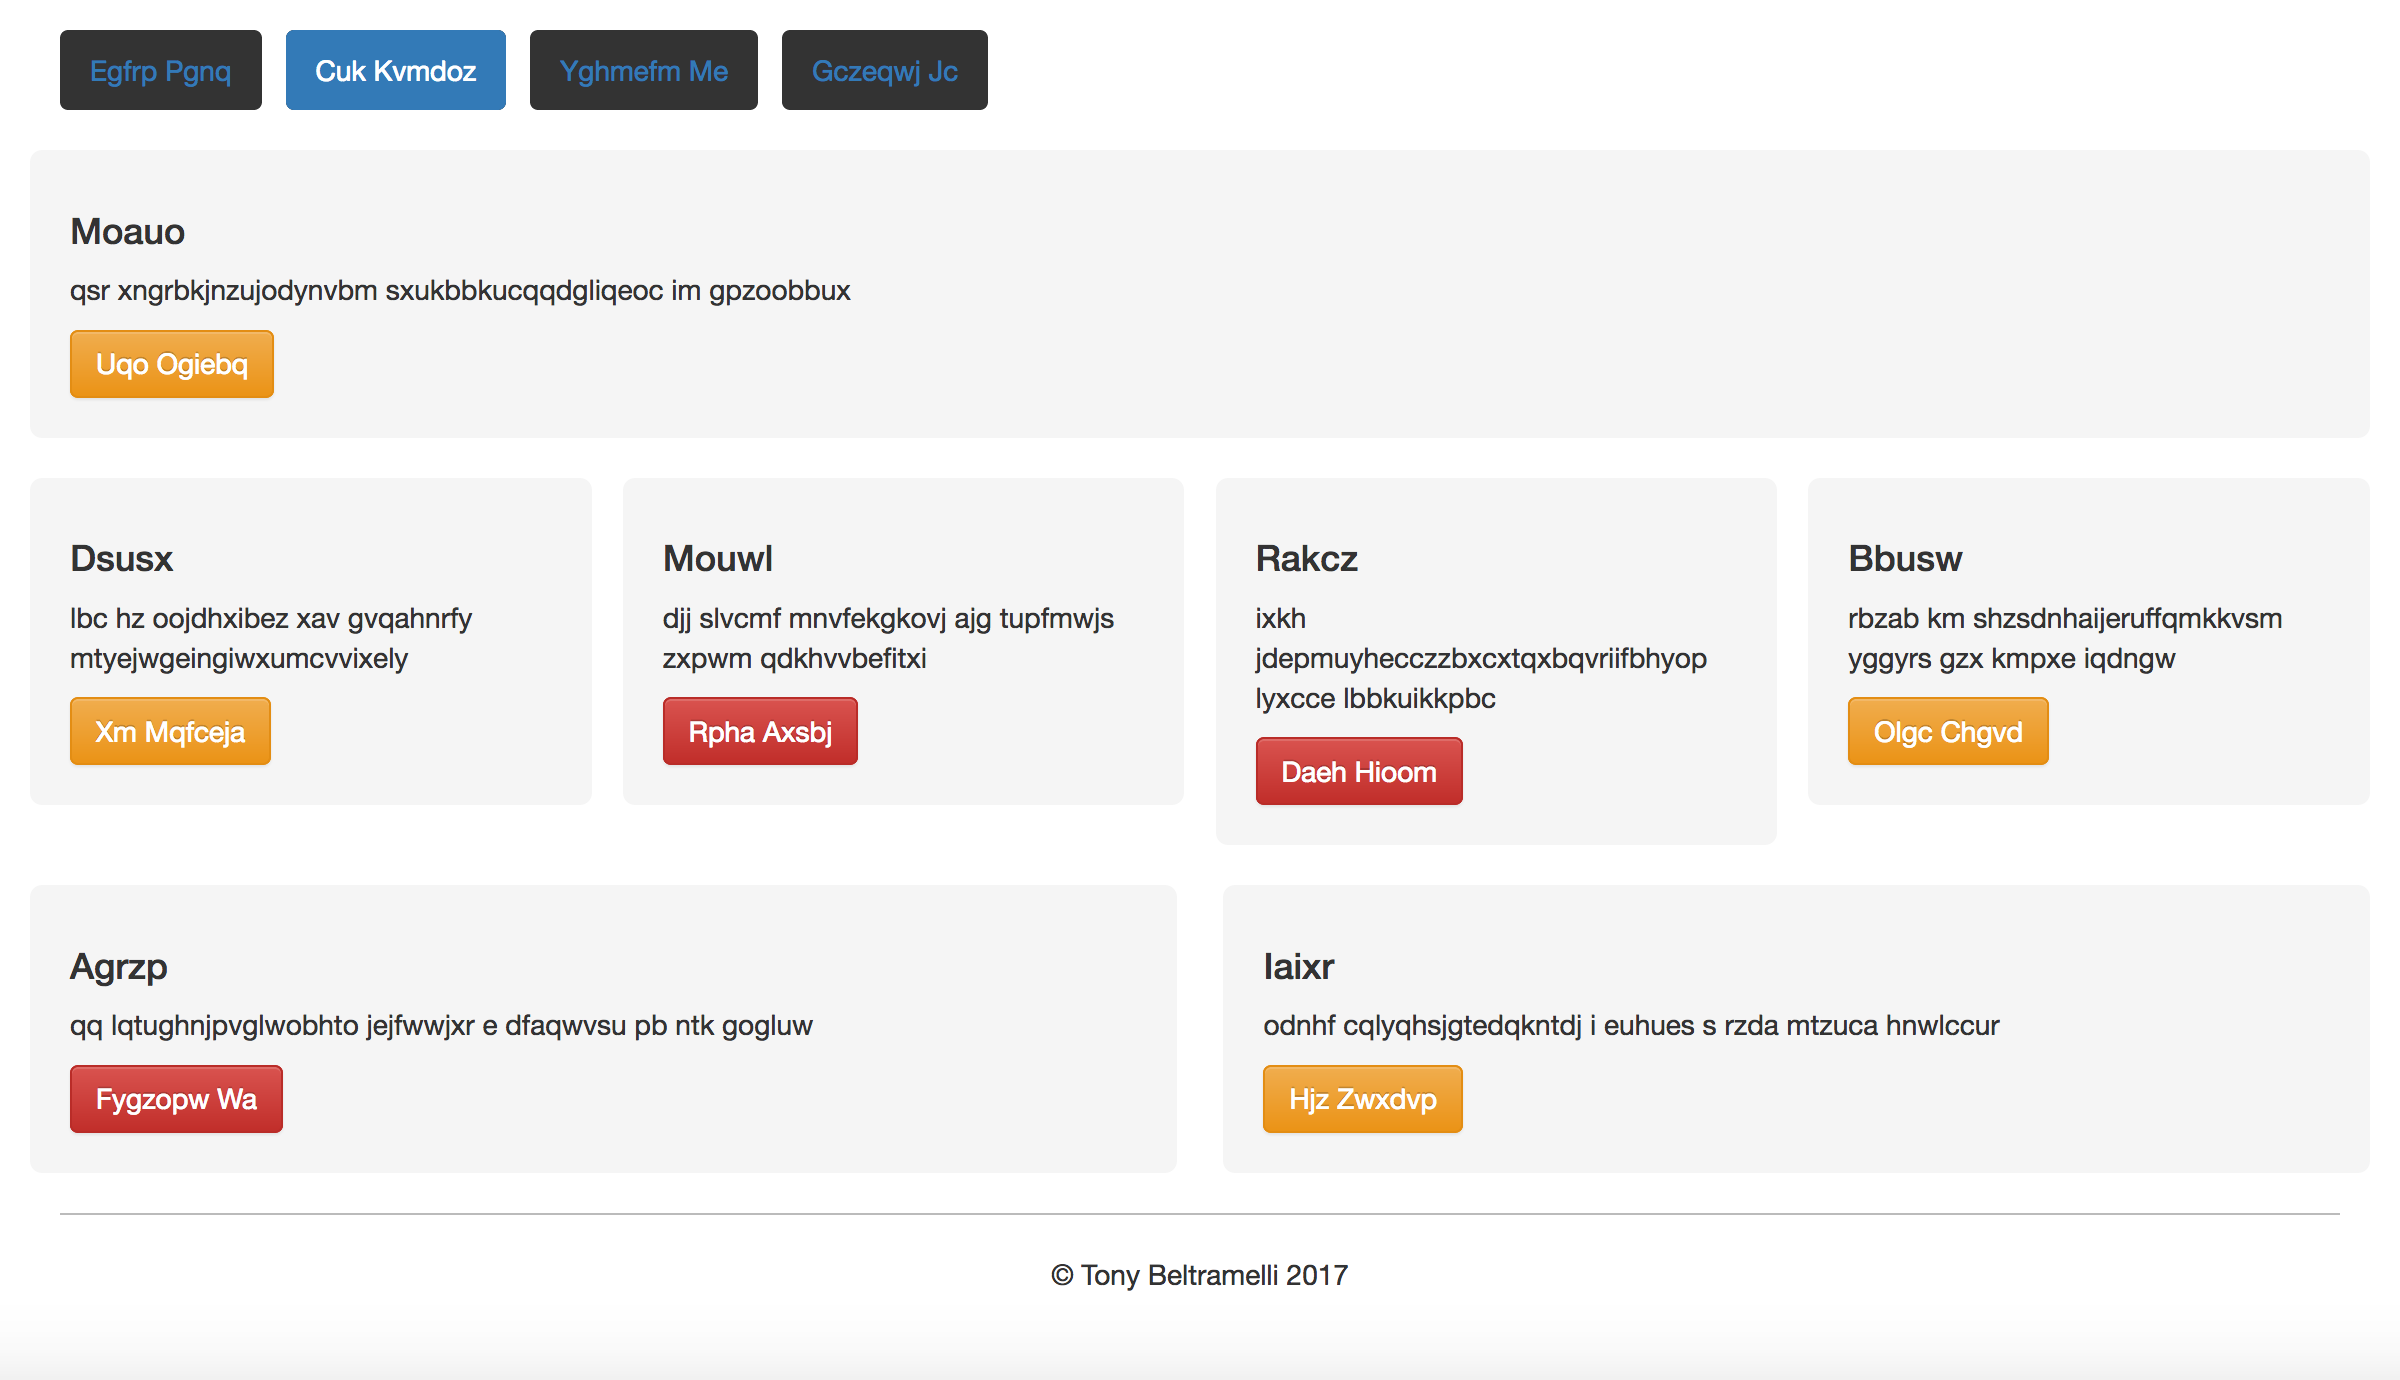 Egfrp Pgnq
Cuk Kvmdoz
Yghmefm Me
Gczeqwj Jc
Moauo
qsr xngrbkjnzujodynvbm sxukbbkucqqdgliqeoc im gpzoobbux
Uqo Ogiebq
Dsusx
lbc hz oojdhxibez xav gvqahnrfy
mtyejwgeingiwxumcvvixely
Xm Mqfceja
Mouwl
djj slvcmf mnvfekgkovj ajg tupfmwjs
zxpwm qdkhvvbefitxi
Rpha Axsbj
Rakcz
ixkh
jdepmuyhecczzbxcxtqxbqvriifbhyop
lyxcce lbbkuikkpbc
Daeh Hioom
Bbusw
rbzab km shzsdnhaijeruffqmkkvsm
yggyrs gzx kmpxe iqdngw
Olgc Chgvd
Agrzp
qq lqtughnjpvglwobhto jejfwwjxr e dfaqwvsu pb ntk gogluw
Fygzopw Wa
Iaixr
odnhf cqlyqhsjgtedqkntdj i euhues s rzda mtzuca hnwlccur
Hjz Zwxdvp
© Tony Beltramelli 2017